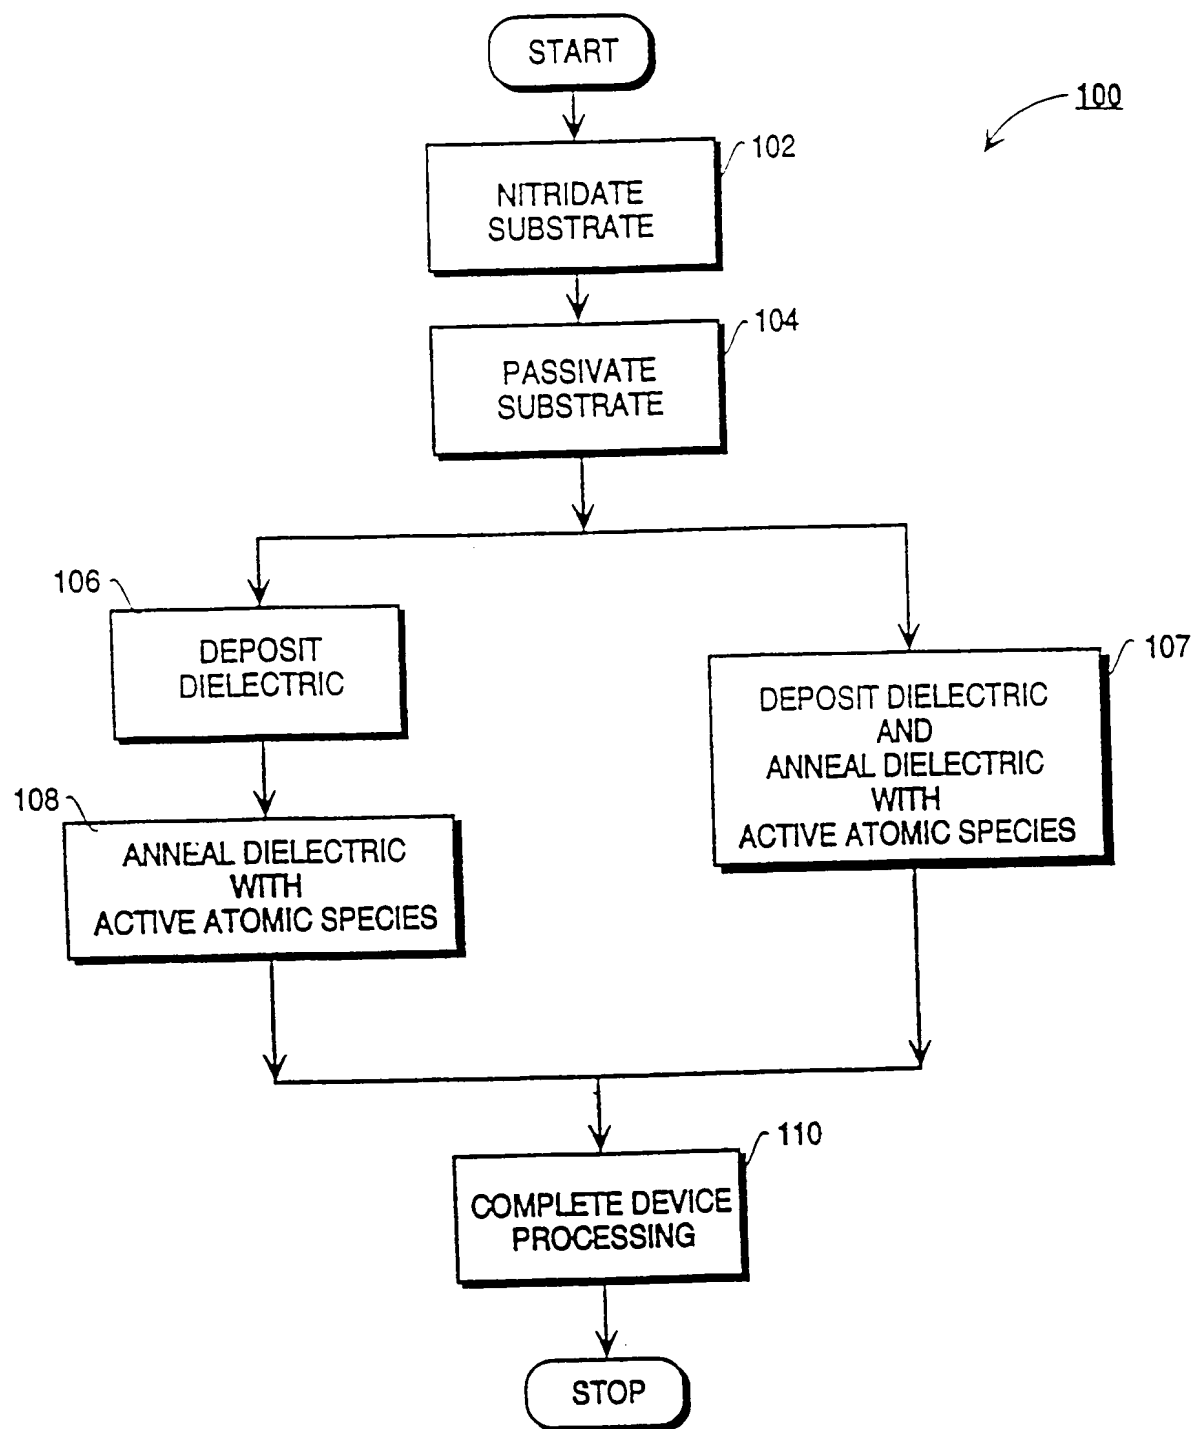 START
100
102
NITRIDATE
SUBSTRATE
104
PASSIVATE
SUBSTRATE
106
DEPOSIT
DIELECTRIC
107
DEPOSIT DIELECTRIC
AND
ANNEAL DIELECTRIC
WITH
ACTIVE ATOMIC SPECIES
108
ANNEAL DIELECTRIC
WITH
ACTIVE ATOMIC SPECIES
110
COMPLETE DEVICE
PROCESSING
STOP